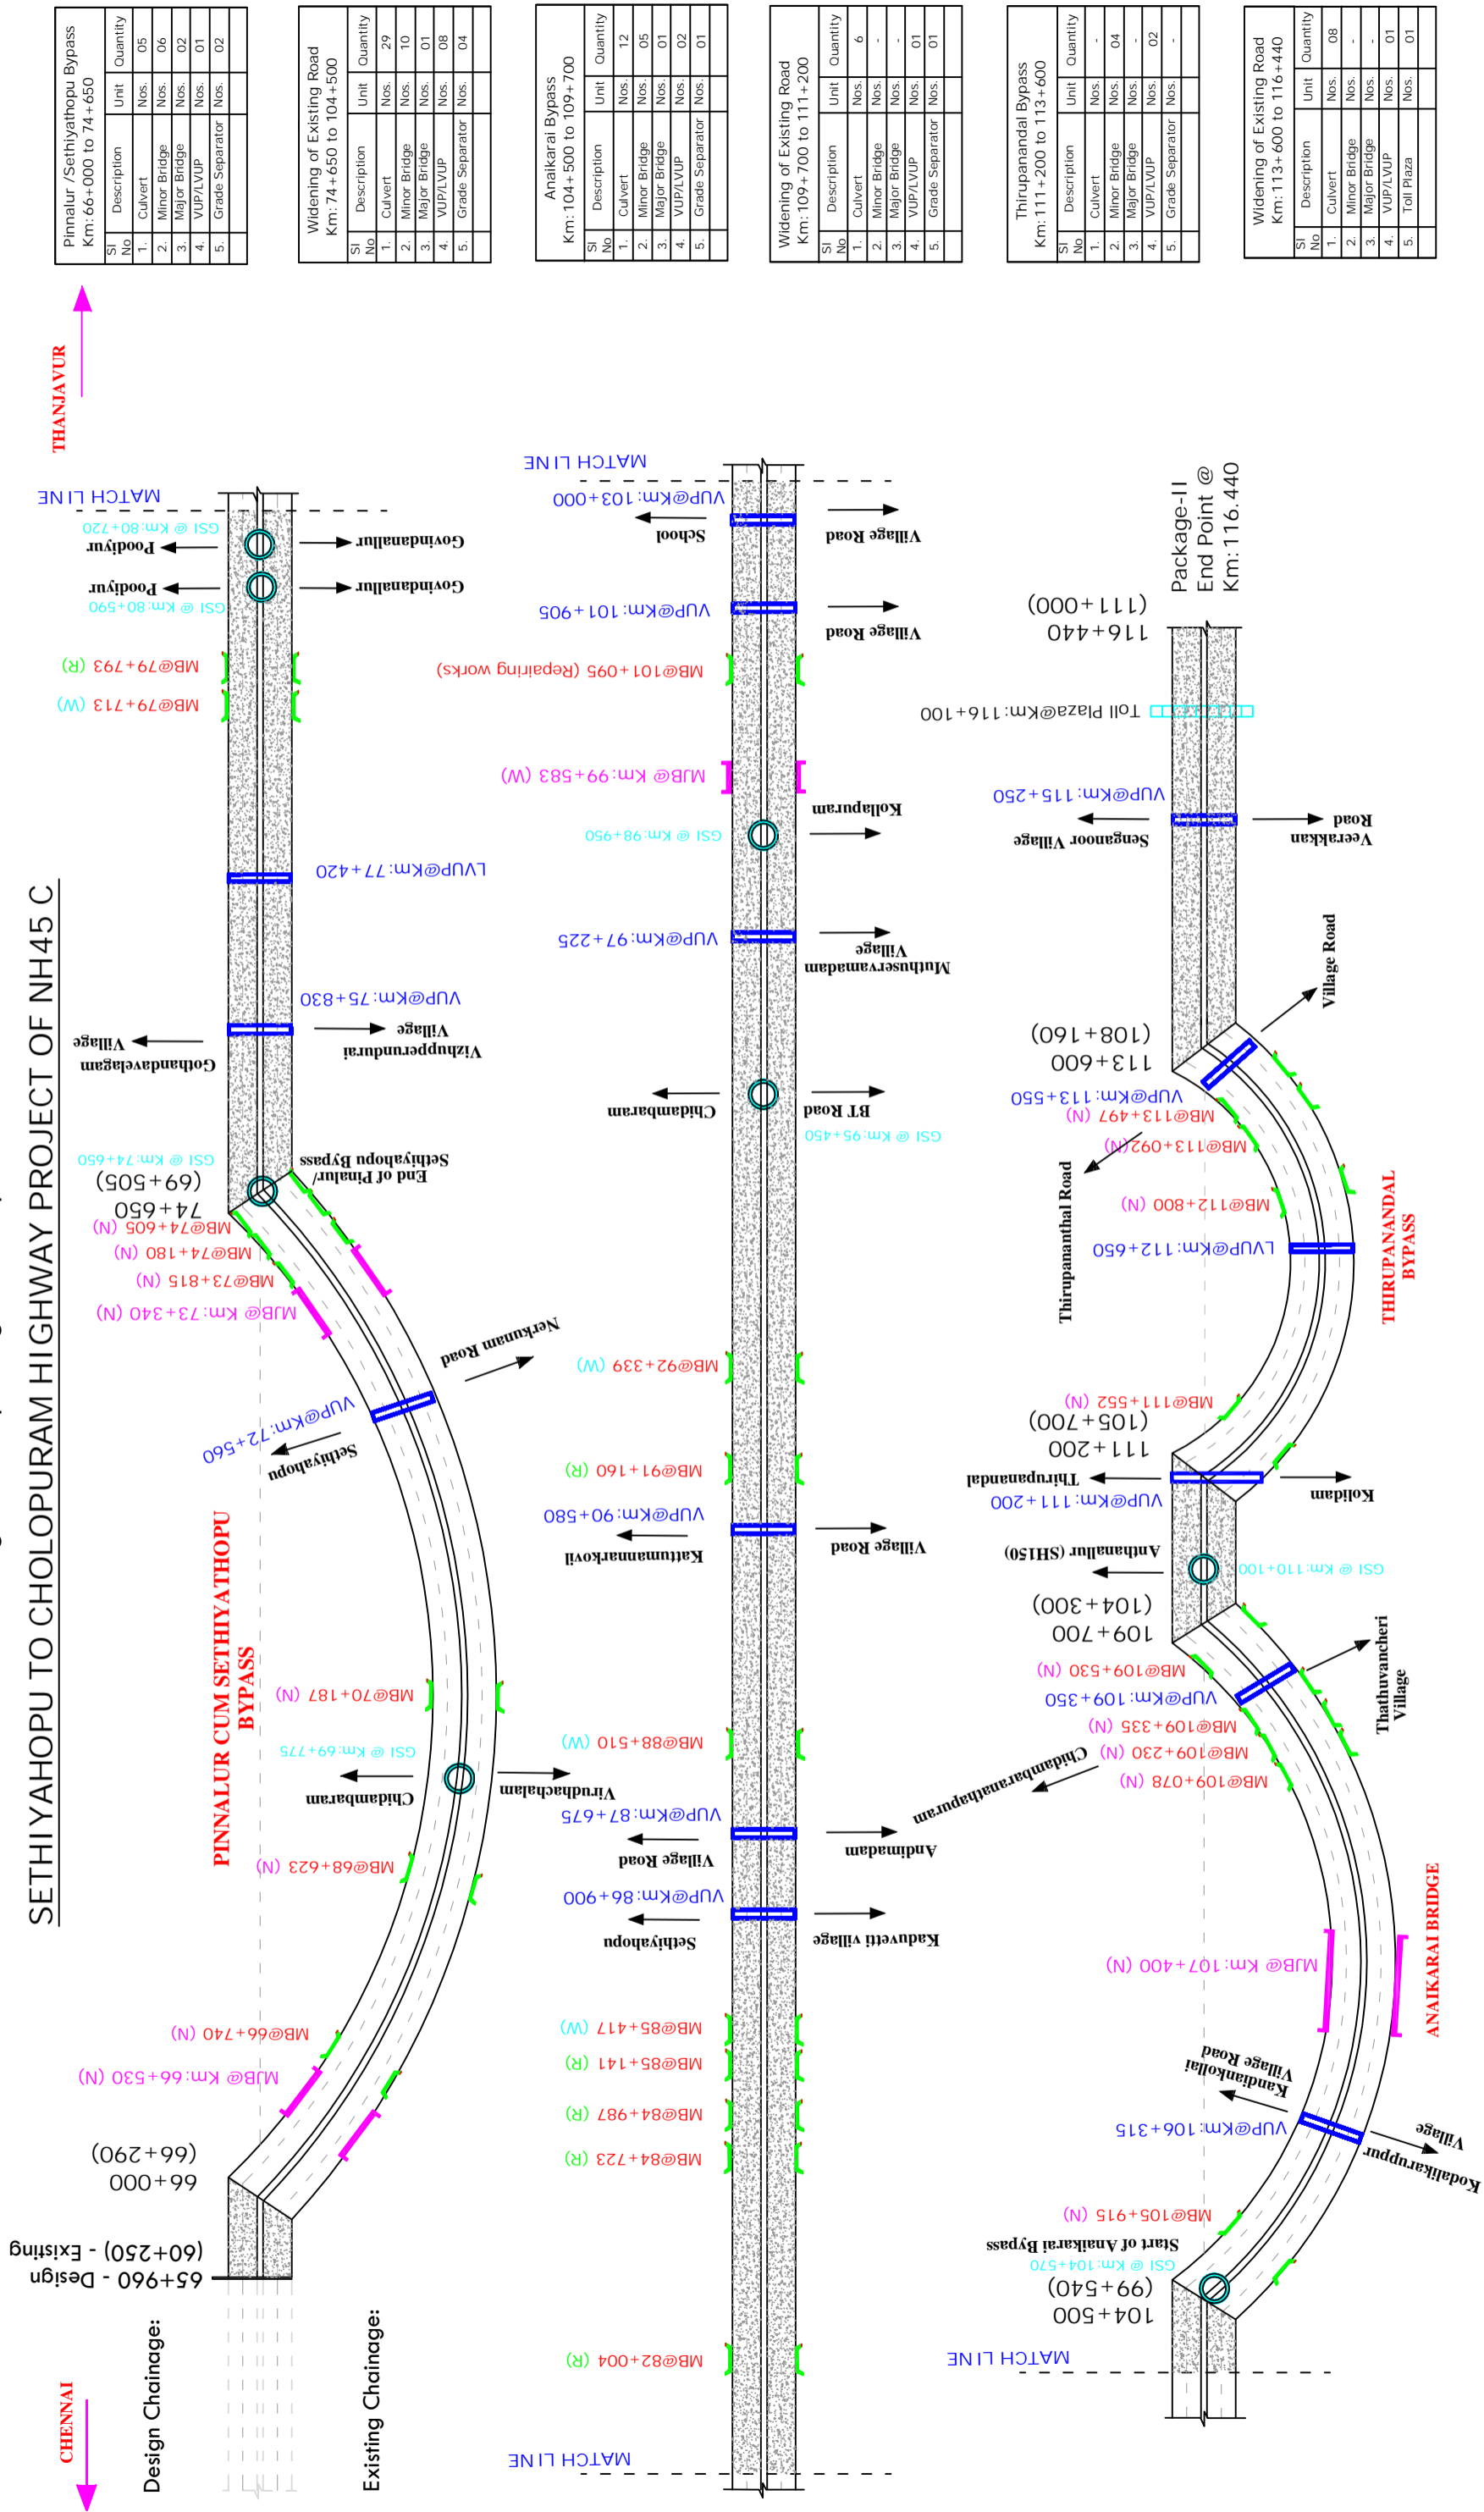 SETHIYAHOPU TO CHOLOPURAM HIGHWAY PROJECT OF NH45 C
CHENNAI
THANJAVUR
Design Chainage:
Existing Chainage:
65+960 - Design
(60+250) - Existing
66+000
(66+290)
MJB@ Km:66+530 (N)
MB@66+740 (N)
MB@68+623 (N)
Chidambaram
GSI @ Km:69+775
Virudhachalam
MB@70+187 (N)
PINNALUR CUM SETHIYATHOPU
BYPASS
Sethiyahopu
VUP@Km:72+560
Nerkunam Road
MJB@ Km:73+340 (N)
MB@73+815 (N)
MB@74+180 (N)
MB@74+605 (N)
74+650
(69+505)
GSI @ Km:74+650
End of Pinalur/
Sethiyahopu Bypass
Gothandavelagam
Village
VUP@Km:75+830
Vizhupperundurai
Village
LVUP@Km:77+420
MB@79+713 (W)
MB@79+793 (R)
GSI @ Km:80+590
Poodiyur
Govindanallur
Poodiyur
GSI @ Km:80+720
Govindanallur
MATCH LINE
MATCH LINE
MB@82+004 (R)
MB@84+723 (R)
MB@84+987 (R)
MB@85+141 (R)
MB@85+417 (W)
Sethiyahopu
VUP@Km:86+900
Kaduvetti village
Village Road
VUP@Km:87+675
Andimadam
MB@88+510 (W)
Kattumannarkovil
VUP@Km:90+580
Village Road
MB@91+160 (R)
MB@92+339 (W)
Chidambaram
BT Road
GSI @ Km:95+450
VUP@Km:97+225
Muthuservamadam
Village
GSI @ Km:98+950
Kollapuram
MJB@ Km:99+583 (W)
MB@101+095 (Repairing works)
VUP@Km:101+905
Village Road
School
VUP@Km:103+000
Village Road
MATCH LINE
MATCH LINE
104+500
(99+540)
GSI @ Km:104+570
Start of Anaikarai Bypass
MB@105+915 (N)
VUP@Km:106+315
Kandiankollai
Village Road
Kodalikaruppur
Village
MJB@ Km:107+400 (N)
ANAIKARAI BRIDGE
MB@109+078 (N)
MB@109+230 (N)
MB@109+335 (N)
Chidambaranathapuram
VUP@Km:109+350
Thathuvancheri
Village
MB@109+530 (N)
109+700
(104+300)
GSI @ Km:110+100
Anthanallur (SH150)
VUP@Km:111+200
Thirupanandal
Kolidam
111+200
(105+700)
MB@111+552 (N)
LVUP@Km:112+650
THIRUPANANDAL
BYPASS
MB@112+800 (N)
Thirupananthal Road
MB@113+092(N)
MB@113+497 (N)
VUP@Km:113+550
113+600
(108+160)
Village Road
Senganoor Village
VUP@Km:115+250
Veerakkan
Road
Toll Plaza@Km:116+100
116+440
(111+000)
Package-II
End Point @
Km: 116.440
Pinnalur /Sethiyathopu Bypass
Km: 66+000 to 74+650
Sl No Description Unit Quantity
1. Culvert Nos. 05
2. Minor Bridge Nos. 06
3. Major Bridge Nos. 02
4. VUP/LVUP Nos. 01
5. Grade Separator Nos. 02
Widening of Existing Road
Km: 74+650 to 104+500
Sl No Description Unit Quantity
1. Culvert Nos. 29
2. Minor Bridge Nos. 10
3. Major Bridge Nos. 01
4. VUP/LVUP Nos. 08
5. Grade Separator Nos. 04
Anaikarai Bypass
Km: 104+500 to 109+700
Sl No Description Unit Quantity
1. Culvert Nos. 12
2. Minor Bridge Nos. 05
3. Major Bridge Nos. 01
4. VUP/LVUP Nos. 02
5. Grade Separator Nos. 01
Widening of Existing Road
Km: 109+700 to 111+200
Sl No Description Unit Quantity
1. Culvert Nos. 6
2. Minor Bridge Nos. -
3. Major Bridge Nos. -
4. VUP/LVUP Nos. 01
5. Grade Separator Nos. 01
Thirupanandal Bypass
Km: 111+200 to 113+600
Sl No Description Unit Quantity
1. Culvert Nos. -
2. Minor Bridge Nos. 04
3. Major Bridge Nos. -
4. VUP/LVUP Nos. 02
5. Grade Separator Nos. -
Widening of Existing Road
Km: 113+600 to 116+440
Sl No Description Unit Quantity
1. Culvert Nos. 08
2. Minor Bridge Nos. -
3. Major Bridge Nos. -
4. VUP/LVUP Nos. 01
5. Toll Plaza Nos. 01